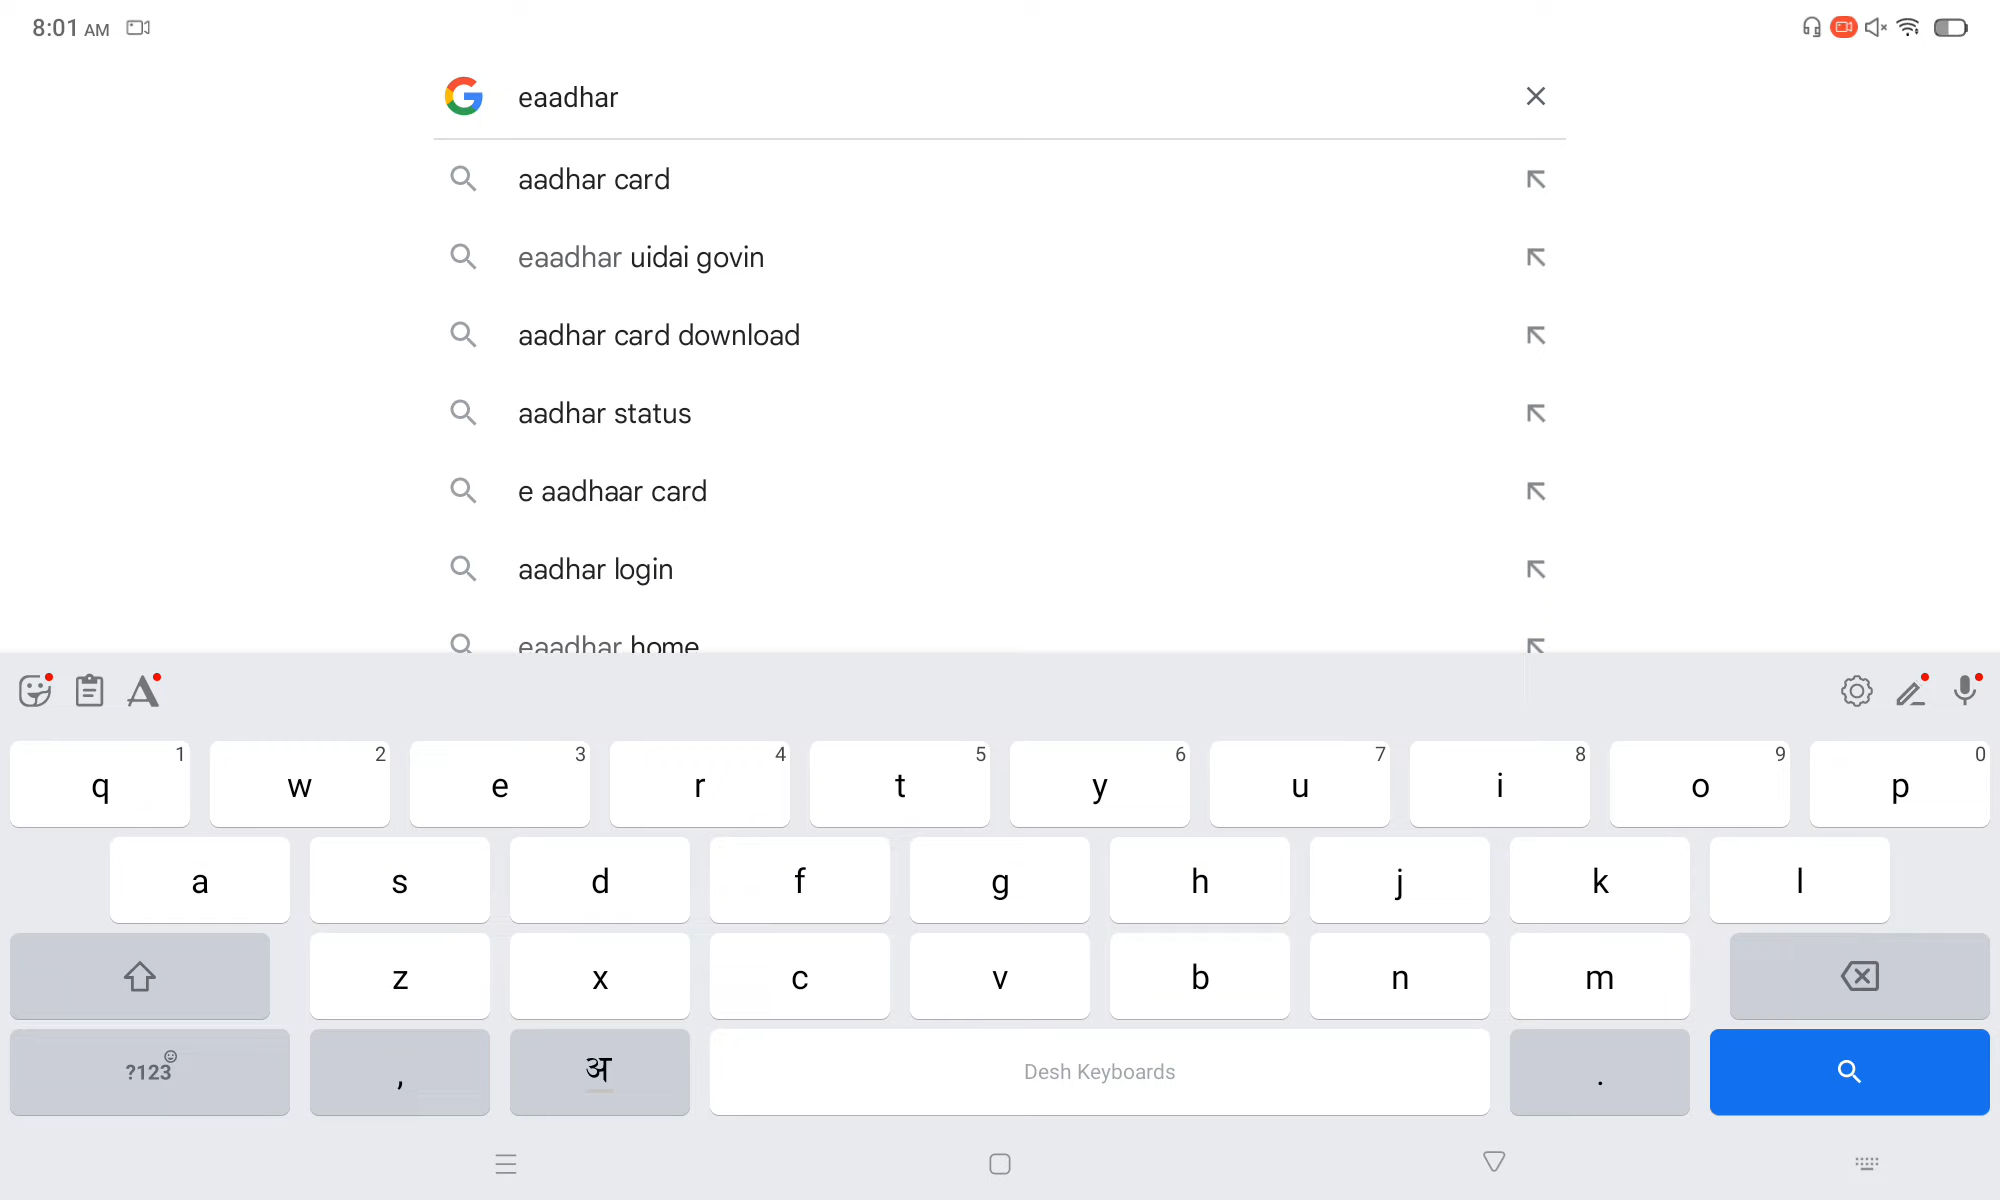 8:01 AM
eaadhar
aadhar card
eaadhar uidai govin
aadhar card download
aadhar status
e aadhaar card
aadhar login
eaadhar home
1 2 3 4 5 6 7 8 9 0
q w e r t y u i o p
a s d f g h j k l
z x c v b n m
?123 , अ Desh Keyboards .